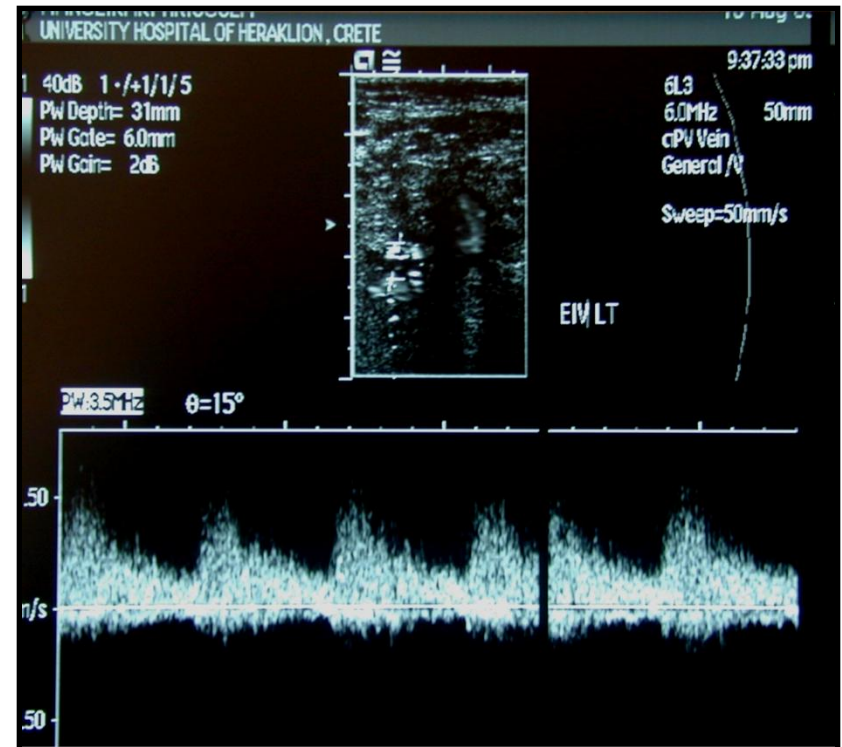 UNIVERSITY HOSPITAL OF HERAKLION, CRETE
9:37:33 pm
40dB 1 •/+1/1/5
PW Depth= 31mm
PW Gate= 6.0mm
PW Gain= 2dB
6L3
6.0MHz 50mm
General /V
Sweep=50mm/s
EIV LT
PW:3.5MHz θ=15°
.50
m/s
.50